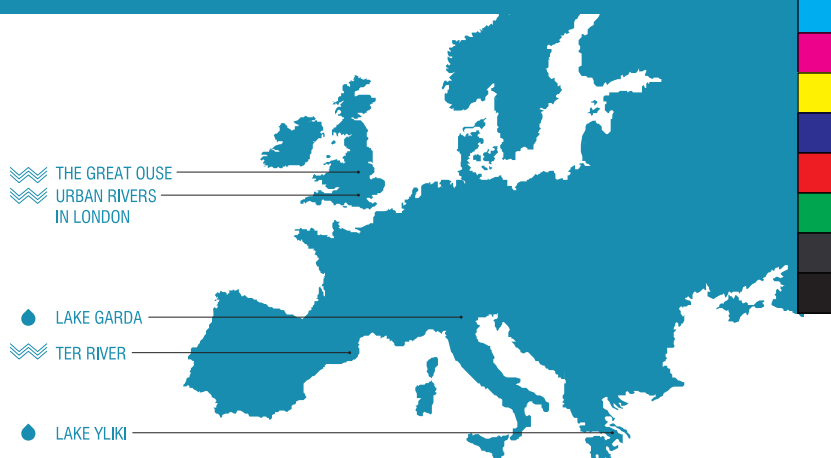 THE GREAT OUSE
URBAN RIVERS
IN LONDON
LAKE GARDA
TER RIVER
LAKE YLIKI